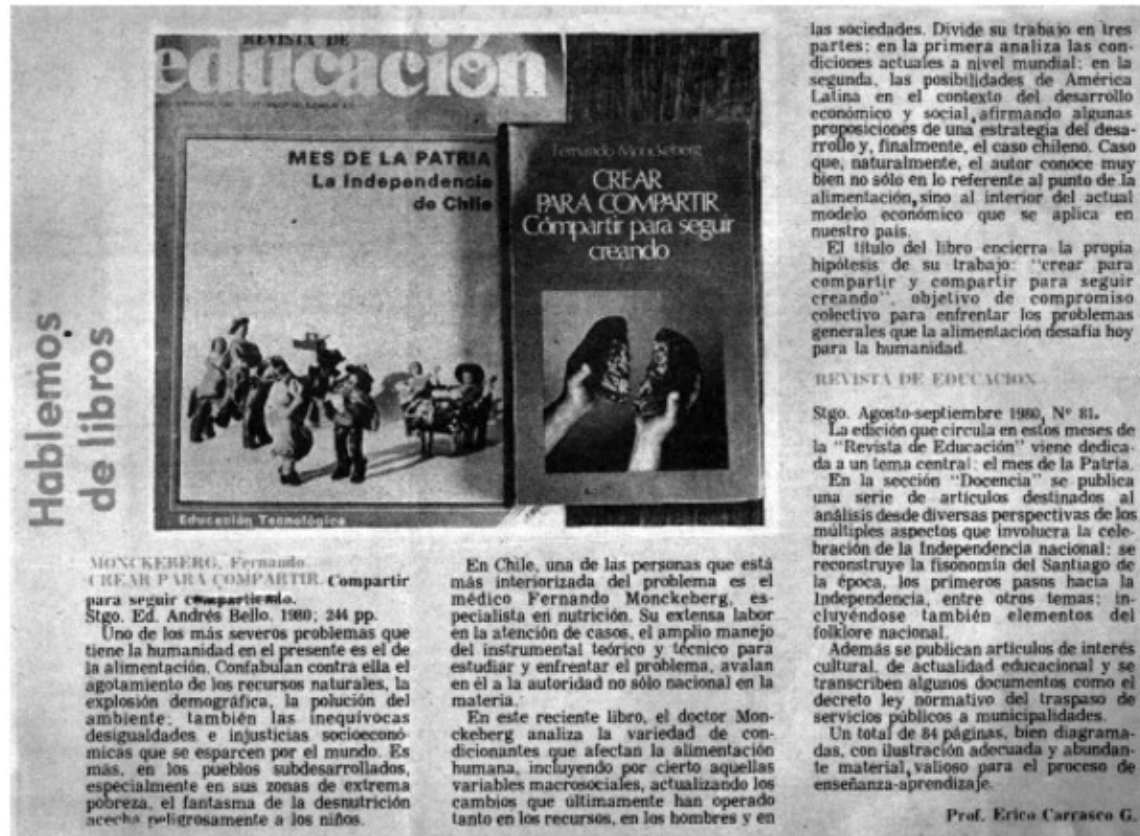 Hablemos
de libros
REVISTA DE
educación
MES DE LA PATRIA
La Independencia
de Chile
Educación Tecnológica
Fernando Monckeberg
CREAR
PARA COMPARTIR
Compartir para seguir
creando
MONCKEBERG, Fernando
CREAR PARA COMPARTIR. Compartir
para seguir compartiendo.
Stgo. Ed. Andrés Bello. 1980; 244 pp.
Uno de los más severos problemas que
tiene la humanidad en el presente es el de
la alimentación. Confabulan contra ella el
agotamiento de los recursos naturales, la
explosión demográfica, la polución del
ambiente; también las inequívocas
desigualdades e injusticias socioeconó-
micas que se esparcen por el mundo. Es
más, en los pueblos subdesarrollados,
especialmente en sus zonas de extrema
pobreza, el fantasma de la desnutrición
acecha peligrosamente a los niños.
En Chile, una de las personas que está
más interiorizada del problema es el
médico Fernando Monckeberg, es-
pecialista en nutrición. Su extensa labor
en la atención de casos, el amplio manejo
del instrumental teórico y técnico para
estudiar y enfrentar el problema, avalan
en él a la autoridad no sólo nacional en la
materia.
En este reciente libro, el doctor Mon-
ckeberg analiza la variedad de con-
dicionantes que afectan la alimentación
humana, incluyendo por cierto aquellas
variables macrosociales, actualizando los
cambios que últimamente han operado
tanto en los recursos, en los hombres y en
las sociedades. Divide su trabajo en tres
partes: en la primera analiza las con-
diciones actuales a nivel mundial; en la
segunda, las posibilidades de América
Latina en el contexto del desarrollo
económico y social, afirmando algunas
proposiciones de una estrategia del desa-
rrollo y, finalmente, el caso chileno. Caso
que, naturalmente, el autor conoce muy
bien no sólo en lo referente al punto de la
alimentación, sino al interior del actual
modelo económico que se aplica en
nuestro país.
El título del libro encierra la propia
hipótesis de su trabajo: "crear para
compartir y compartir para seguir
creando", objetivo de compromiso
colectivo para enfrentar los problemas
generales que la alimentación desafía hoy
para la humanidad.
REVISTA DE EDUCACION
Stgo. Agosto-septiembre 1980, Nº 81.
La edición que circula en estos meses de
la "Revista de Educación" viene dedica-
da a un tema central: el mes de la Patria.
En la sección "Docencia" se publica
una serie de artículos destinados al
análisis desde diversas perspectivas de los
múltiples aspectos que involucra la cele-
bración de la Independencia nacional: se
reconstruye la fisonomía del Santiago de
la época, los primeros pasos hacia la
Independencia, entre otros temas; in-
cluyéndose también elementos del
folklore nacional.
Además se publican artículos de interés
cultural, de actualidad educacional y se
transcriben algunos documentos como el
decreto ley normativo del traspaso de
servicios públicos a municipalidades.
Un total de 84 páginas, bien diagrama-
das, con ilustración adecuada y abundan-
te material, valioso para el proceso de
enseñanza-aprendizaje.
Prof. Erico Carrasco G.